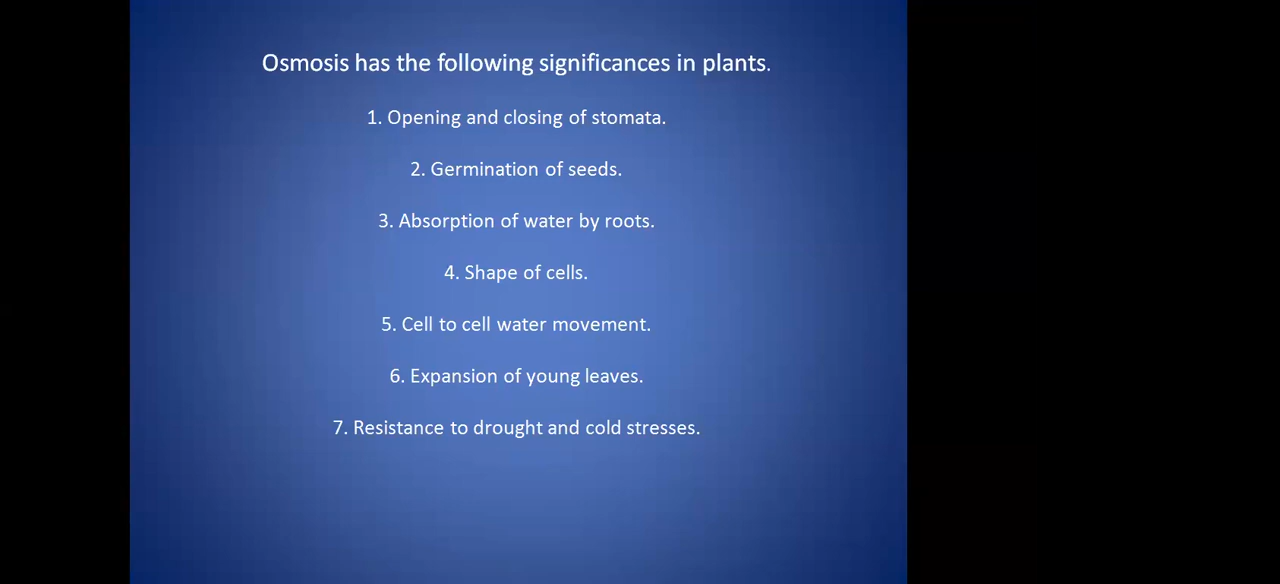 Osmosis has the following significances in plants.
1. Opening and closing of stomata.
2. Germination of seeds.
3. Absorption of water by roots.
4. Shape of cells.
5. Cell to cell water movement.
6. Expansion of young leaves.
7. Resistance to drought and cold stresses.